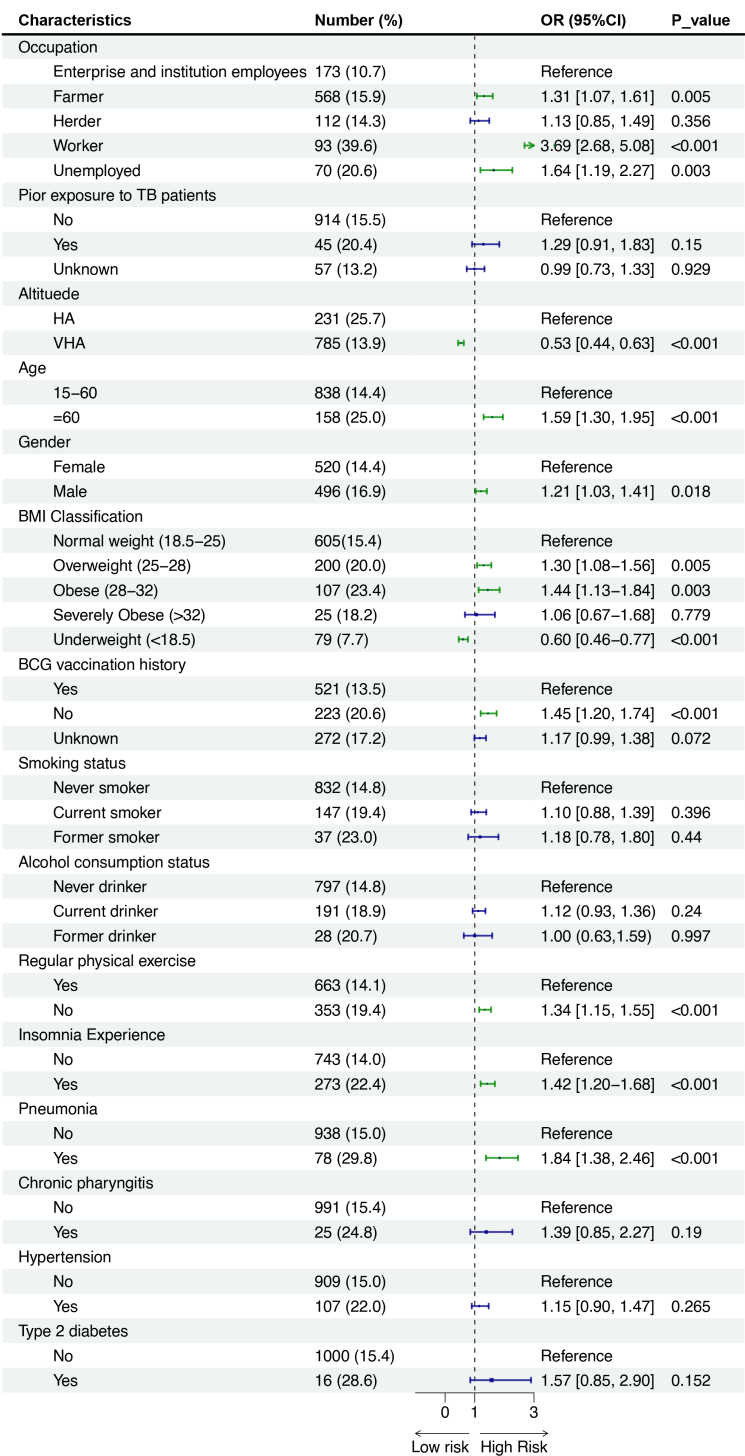 Characteristics Number (%) OR (95%CI) P_value
Occupation
Enterprise and institution employees 173 (10.7) Reference
Farmer 568 (15.9) 1.31 [1.07, 1.61] 0.005
Herder 112 (14.3) 1.13 [0.85, 1.49] 0.356
Worker 93 (39.6) 3.69 [2.68, 5.08] <0.001
Unemployed 70 (20.6) 1.64 [1.19, 2.27] 0.003
Pior exposure to TB patients
No 914 (15.5) Reference
Yes 45 (20.4) 1.29 [0.91, 1.83] 0.15
Unknown 57 (13.2) 0.99 [0.73, 1.33] 0.929
Altituede
HA 231 (25.7) Reference
VHA 785 (13.9) 0.53 [0.44, 0.63] <0.001
Age
15−60 838 (14.4) Reference
=60 158 (25.0) 1.59 [1.30, 1.95] <0.001
Gender
Female 520 (14.4) Reference
Male 496 (16.9) 1.21 [1.03, 1.41] 0.018
BMI Classification
Normal weight (18.5−25) 605(15.4) Reference
Overweight (25−28) 200 (20.0) 1.30 [1.08−1.56] 0.005
Obese (28−32) 107 (23.4) 1.44 [1.13−1.84] 0.003
Severely Obese (>32) 25 (18.2) 1.06 [0.67−1.68] 0.779
Underweight (<18.5) 79 (7.7) 0.60 [0.46−0.77] <0.001
BCG vaccination history
Yes 521 (13.5) Reference
No 223 (20.6) 1.45 [1.20, 1.74] <0.001
Unknown 272 (17.2) 1.17 [0.99, 1.38] 0.072
Smoking status
Never smoker 832 (14.8) Reference
Current smoker 147 (19.4) 1.10 [0.88, 1.39] 0.396
Former smoker 37 (23.0) 1.18 [0.78, 1.80] 0.44
Alcohol consumption status
Never drinker 797 (14.8) Reference
Current drinker 191 (18.9) 1.12 (0.93, 1.36) 0.24
Former drinker 28 (20.7) 1.00 (0.63,1.59) 0.997
Regular physical exercise
Yes 663 (14.1) Reference
No 353 (19.4) 1.34 [1.15, 1.55] <0.001
Insomnia Experience
No 743 (14.0) Reference
Yes 273 (22.4) 1.42 [1.20−1.68] <0.001
Pneumonia
No 938 (15.0) Reference
Yes 78 (29.8) 1.84 [1.38, 2.46] <0.001
Chronic pharyngitis
No 991 (15.4) Reference
Yes 25 (24.8) 1.39 [0.85, 2.27] 0.19
Hypertension
No 909 (15.0) Reference
Yes 107 (22.0) 1.15 [0.90, 1.47] 0.265
Type 2 diabetes
No 1000 (15.4) Reference
Yes 16 (28.6) 1.57 [0.85, 2.90] 0.152
0 1 3
Low risk High Risk